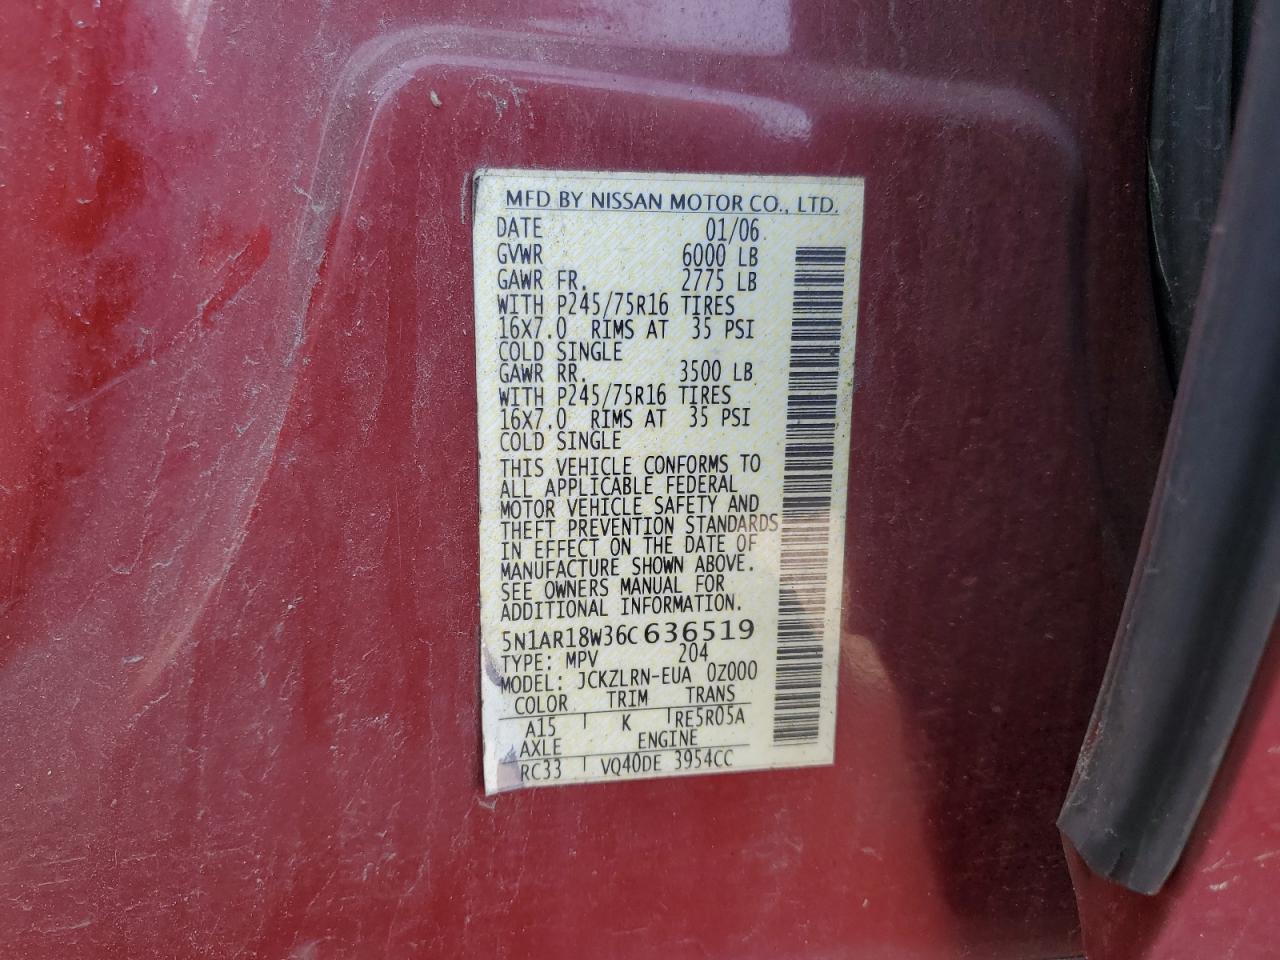 MFD BY NISSAN MOTOR CO., LTD.
DATE 01/06
GVWR 6000 LB
GAWR FR. 2775 LB
WITH P245/75R16 TIRES
16X7.0 RIMS AT 35 PSI
COLD SINGLE
GAWR RR. 3500 LB
WITH P245/75R16 TIRES
16X7.0 RIMS AT 35 PSI
COLD SINGLE
THIS VEHICLE CONFORMS TO
ALL APPLICABLE FEDERAL
MOTOR VEHICLE SAFETY AND
THEFT PREVENTION STANDARDS
IN EFFECT ON THE DATE OF
MANUFACTURE SHOWN ABOVE.
SEE OWNERS MANUAL FOR
ADDITIONAL INFORMATION.
5N1AR18W36C636519
TYPE: MPV 204
MODEL: JCKZLRN-EUA 0Z000
COLOR TRIM TRANS
A15 K RE5R05A
AXLE ENGINE
RC33 VQ40DE 3954CC